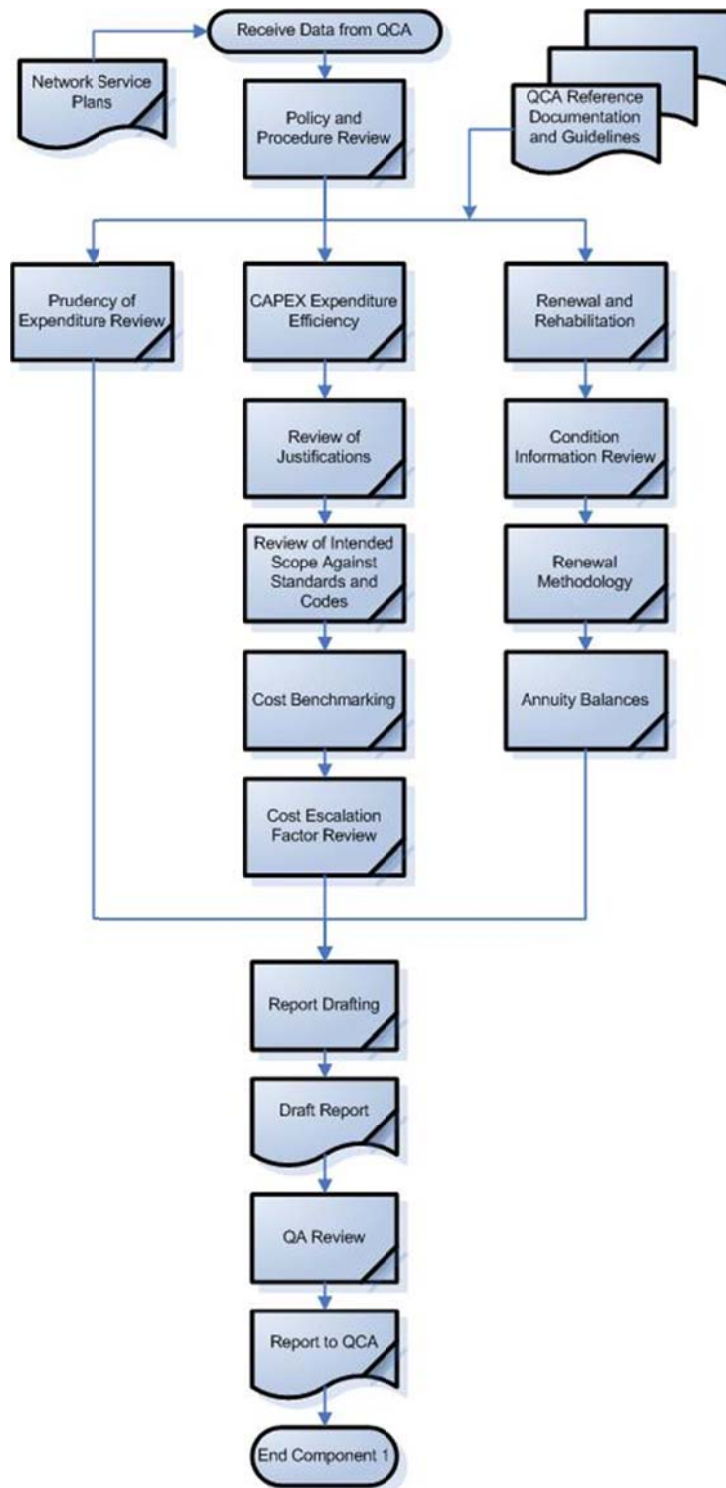 Receive Data from QCA
Network Service
Plans
QCA Reference
Documentation
and Guidelines
Policy and
Procedure Review
Prudency of
Expenditure Review
CAPEX Expenditure
Efficiency
Renewal and
Rehabilitation
Review of
Justifications
Condition
Information Review
Review of Intended
Scope Against
Standards and
Codes
Renewal
Methodology
Cost Benchmarking
Annuity Balances
Cost Escalation
Factor Review
Report Drafting
Draft Report
QA Review
Report to QCA
End Component 1